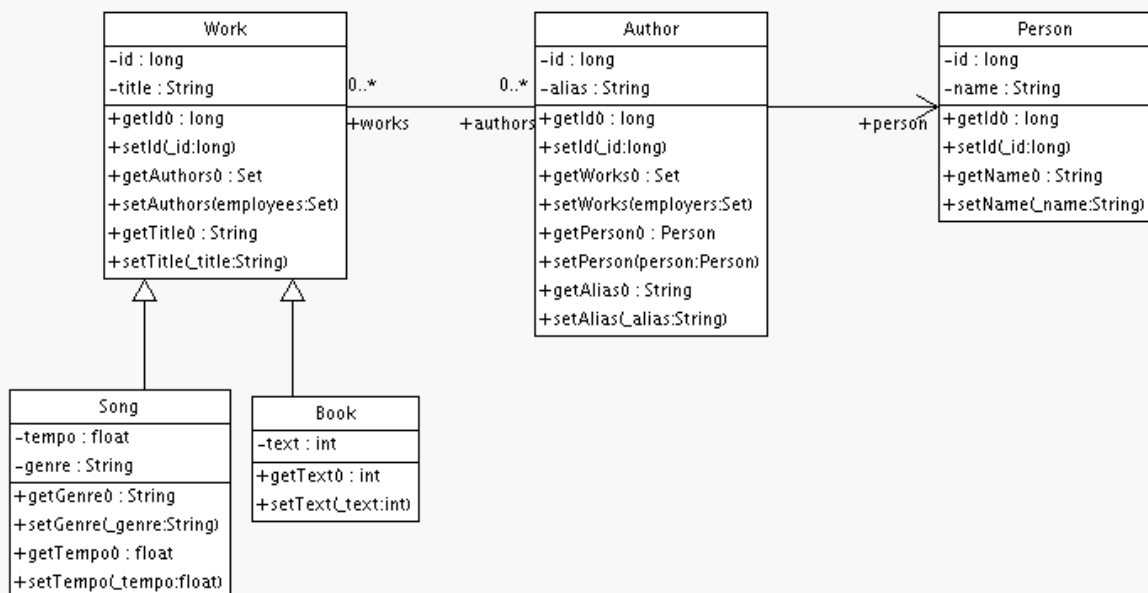 Work
-id : long
-title : String
+getId() : long
+setId(_id:long)
+getAuthors() : Set
+setAuthors(employees:Set)
+getTitle() : String
+setTitle(_title:String)
0..*
+works
0..*
+authors
Author
-id : long
-alias : String
+getId() : long
+setId(_id:long)
+getWorks() : Set
+setWorks(employers:Set)
+getPerson() : Person
+setPerson(person:Person)
+getAlias() : String
+setAlias(_alias:String)
+person
Person
-id : long
-name : String
+getId() : long
+setId(_id:long)
+getName() : String
+setName(_name:String)
Song
-tempo : float
-genre : String
+getGenre() : String
+setGenre(_genre:String)
+getTempo() : float
+setTempo(_tempo:float)
Book
-text : int
+getText() : int
+setText(_text:int)